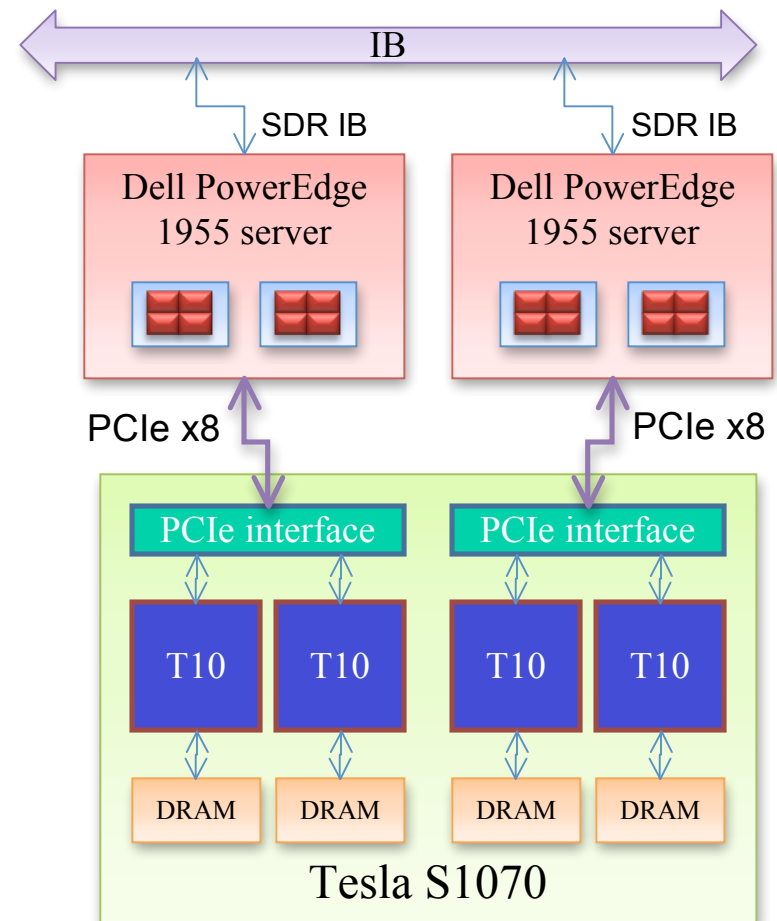 IB
SDR IB
SDR IB
Dell PowerEdge
1955 server
Dell PowerEdge
1955 server
PCIe x8
PCIe x8
PCIe interface
PCIe interface
T10
T10
T10
T10
DRAM
DRAM
DRAM
DRAM
Tesla S1070